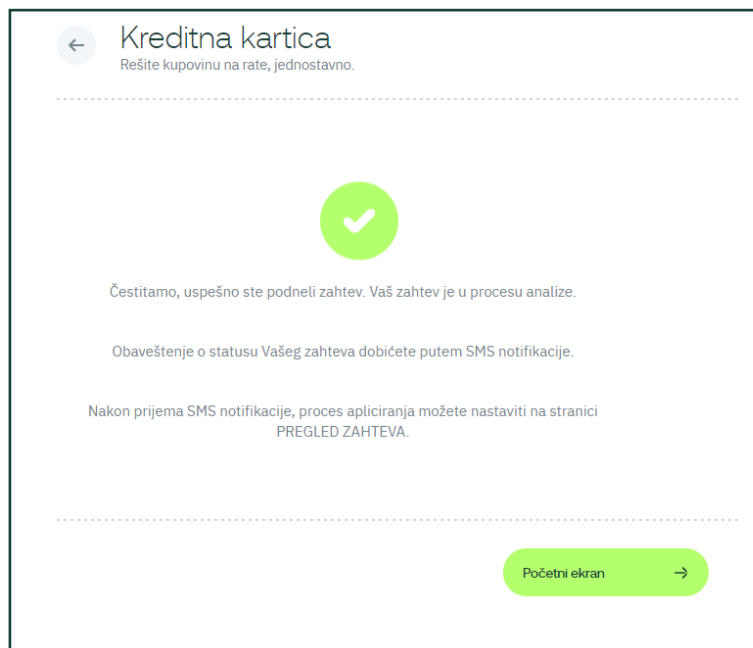 Kreditna kartica
Rešite kupovinu na rate, jednostavno.
Čestitamo, uspešno ste podneli zahtev. Vaš zahtev je u procesu analize.
Obaveštenje o statusu Vašeg zahteva dobićete putem SMS notifikacije.
Nakon prijema SMS notifikacije, proces apliciranja možete nastaviti na stranici
PREGLED ZAHTEVA.
Početni ekran